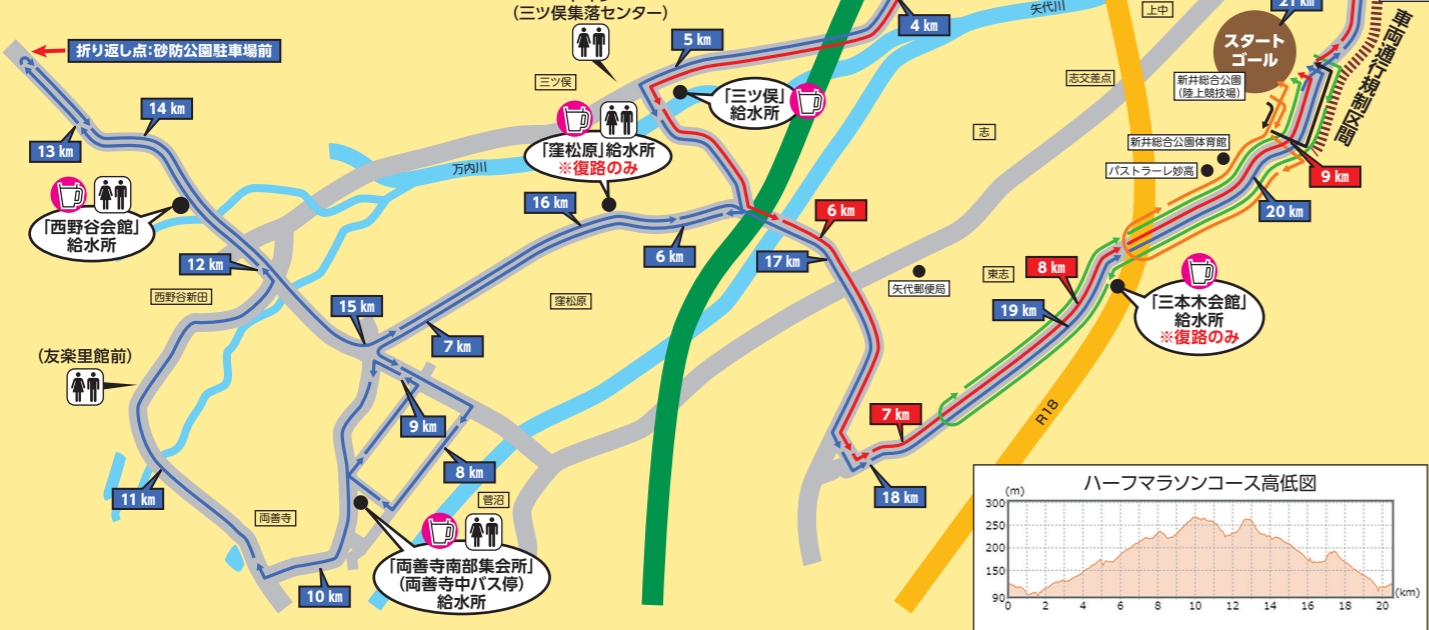 (三ツ俣集落センター)
4 km
矢代川
上中
21 km
5 km
折り返し点:砂防公園駐車場前
スタート
ゴール
車両通行規制区間
三ツ俣
「三ツ俣」
給水所
志交差点
新井総合公園
(陸上競技場)
14 km
13 km
志
「窪松原」給水所
※復路のみ
新井総合公園体育館
パストラーレ妙高
9 km
万内川
「西野谷会館」
給水所
16 km
6 km
20 km
6 km
17 km
12 km
8 km
東志
矢代郵便局
西野谷新田
窪松原
15 km
19 km
「三本木会館」
給水所
※復路のみ
7 km
(友楽里館前)
9 km
7 km
R18
8 km
11 km
菅沼
18 km
両善寺
「両善寺南部集会所」
(両善寺中バス停)
給水所
10 km
ハーフマラソンコース高低図
(m)
300
250
200
150
90
0 2 4 6 8 10 12 14 16 18 20
(km)